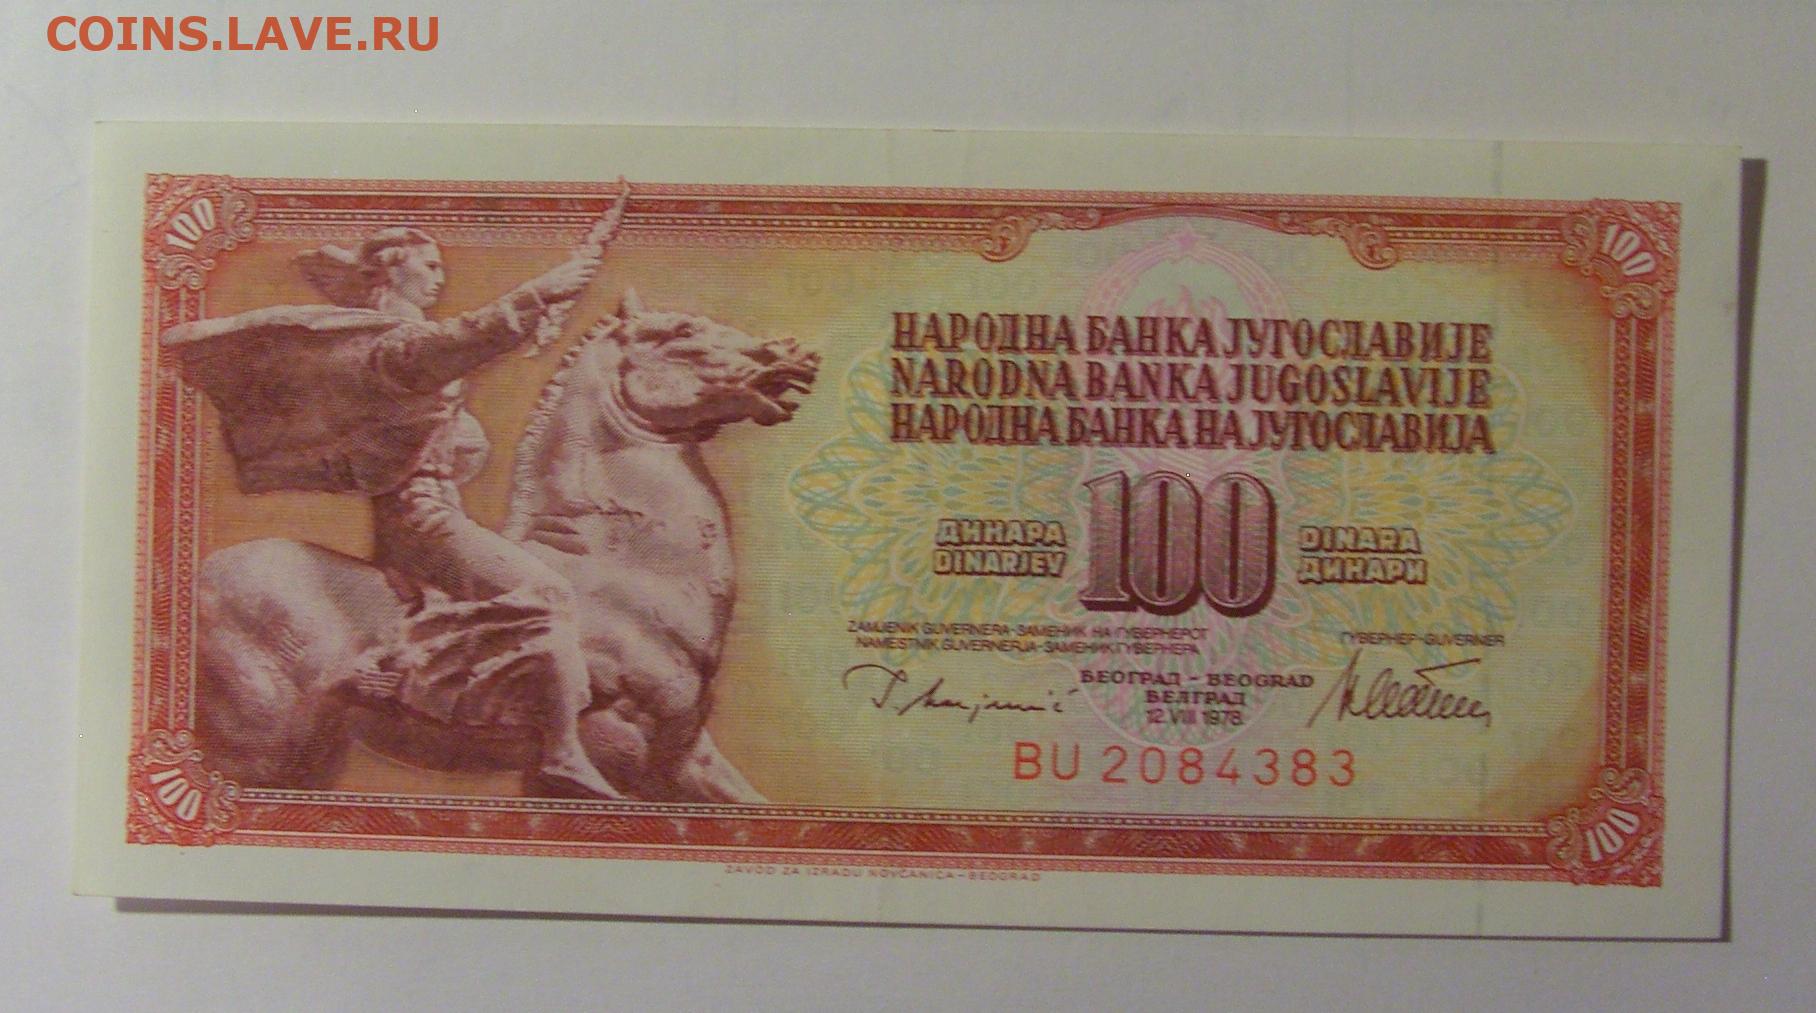 COINS.LAVE.RU
100
100
НАРОДНА БАНКА ЈУГОСЛАВИЈЕ
NARODNA BANKA JUGOSLAVIJE
НАРОДНА БАНКА НА ЈУГОСЛАВИЈА
ДИНАРА 100 DINARA
DINARJEV ДИНАРИ
ZAMJENIK GUVERNERA-ЗАМЕНИК НА ГУВЕРНЕРОТ ГУВЕРНЕР-GUVERNER
NAMESTNIK GUVERNERJA-ЗАМЕНИК ГУВЕРНЕРА
БЕОГРАД - BEOGRAD
БЕЛГРАД
12. VIII 1978.
BU 2084383
100
100
ZAVOD ZA IZRADU NOVČANICA-BEOGRAD